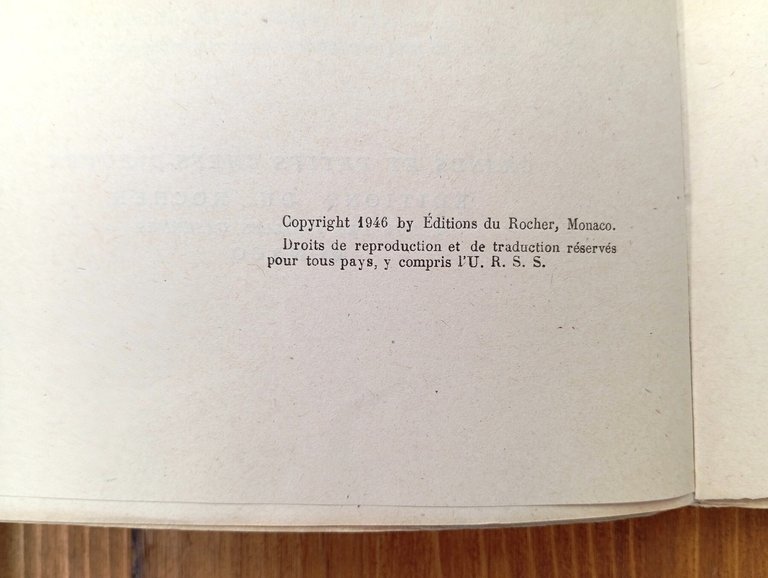 Copyright 1946 by Éditions du Rocher, Monaco.
Droits de reproduction et de traduction réservés
pour tous pays, y compris l'U. R. S. S.